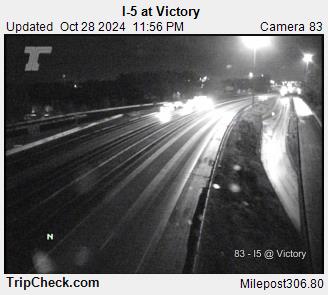 I-5 at Victory
Updated Oct 28 2024 11:56 PM Camera 83
T
N
83 - I5 @ Victory
TripCheck.com Milepost306.80